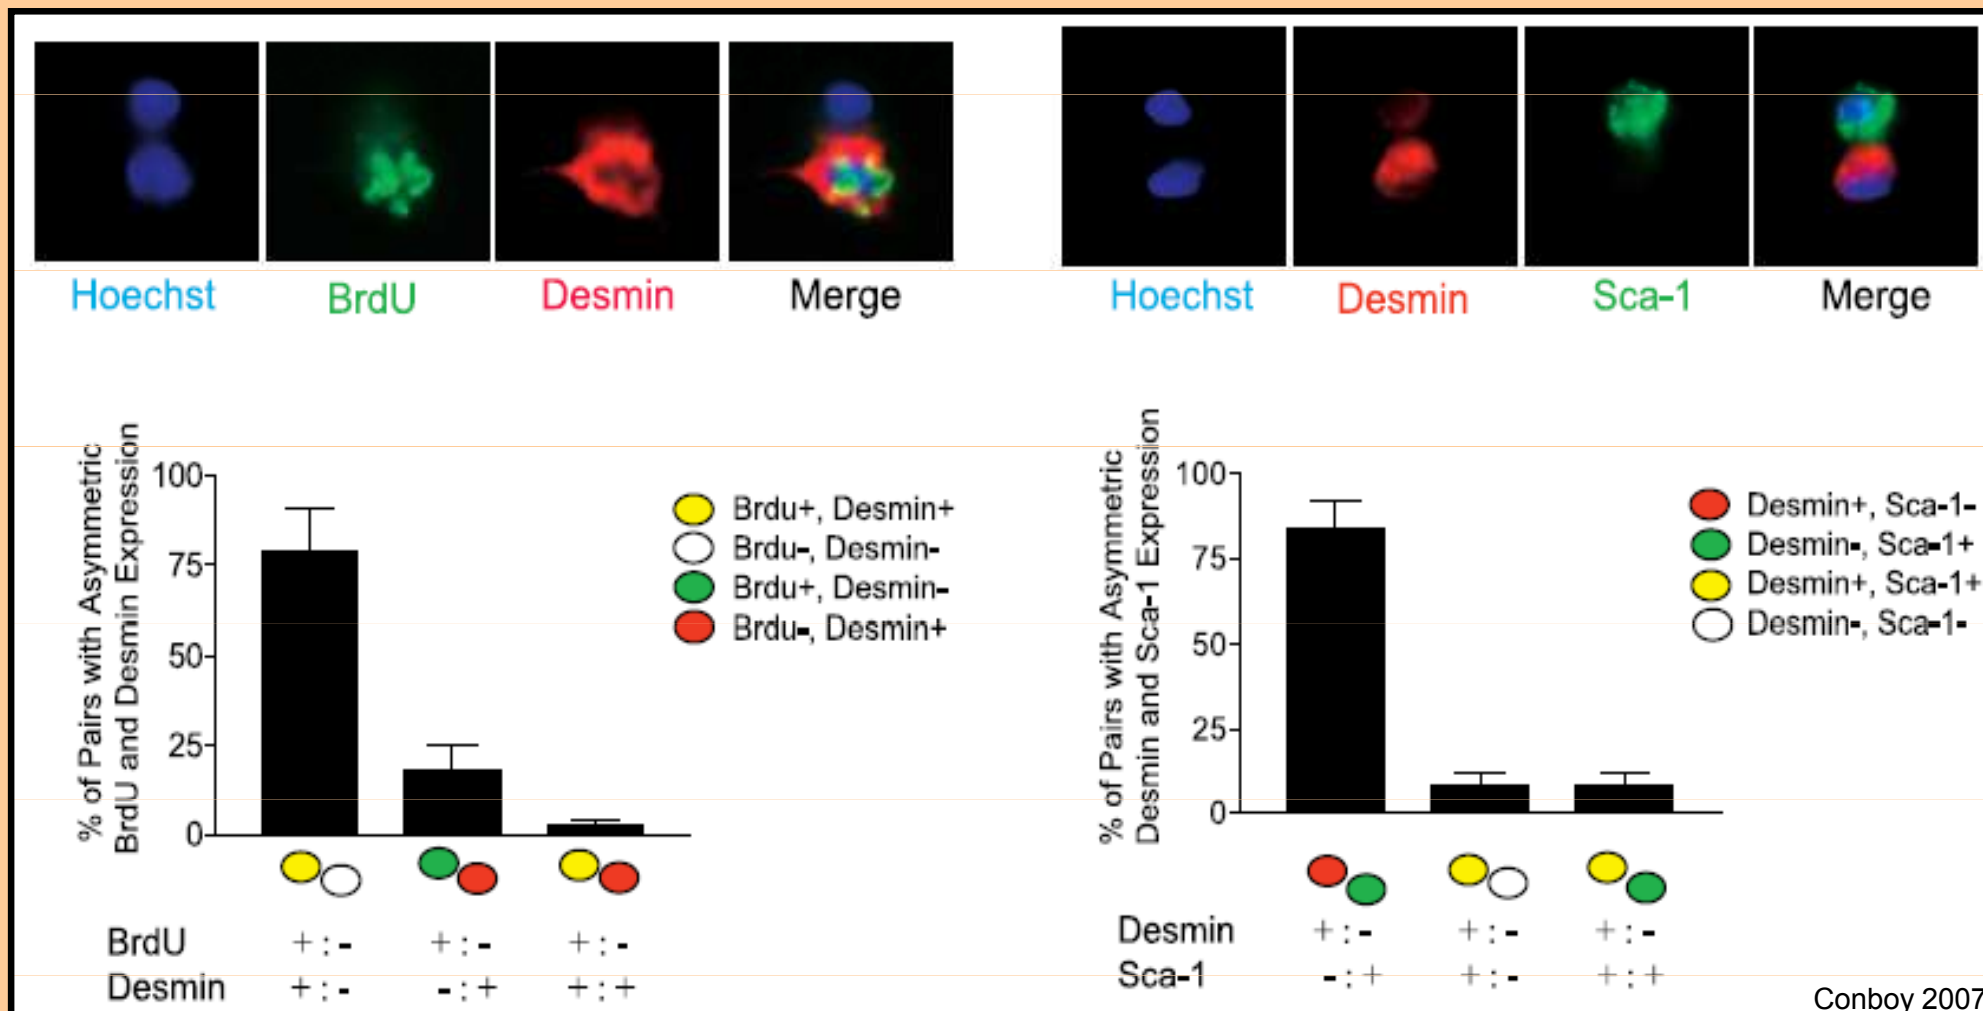 Hoechst BrdU Desmin Merge
Hoechst Desmin Sca-1 Merge
% of Pairs with Asymmetric
BrdU and Desmin Expression
100
75
50
25
0
Brdu+, Desmin+
Brdu-, Desmin-
Brdu+, Desmin-
Brdu-, Desmin+
BrdU + : - + : - + : -
Desmin + : - - : + + : +
% of Pairs with Asymmetric
Desmin and Sca-1 Expression
100
75
50
25
0
Desmin+, Sca-1-
Desmin-, Sca-1+
Desmin+, Sca-1+
Desmin-, Sca-1-
Desmin + : - + : - + : -
Sca-1 - : + + : - + : +
Conboy 2007